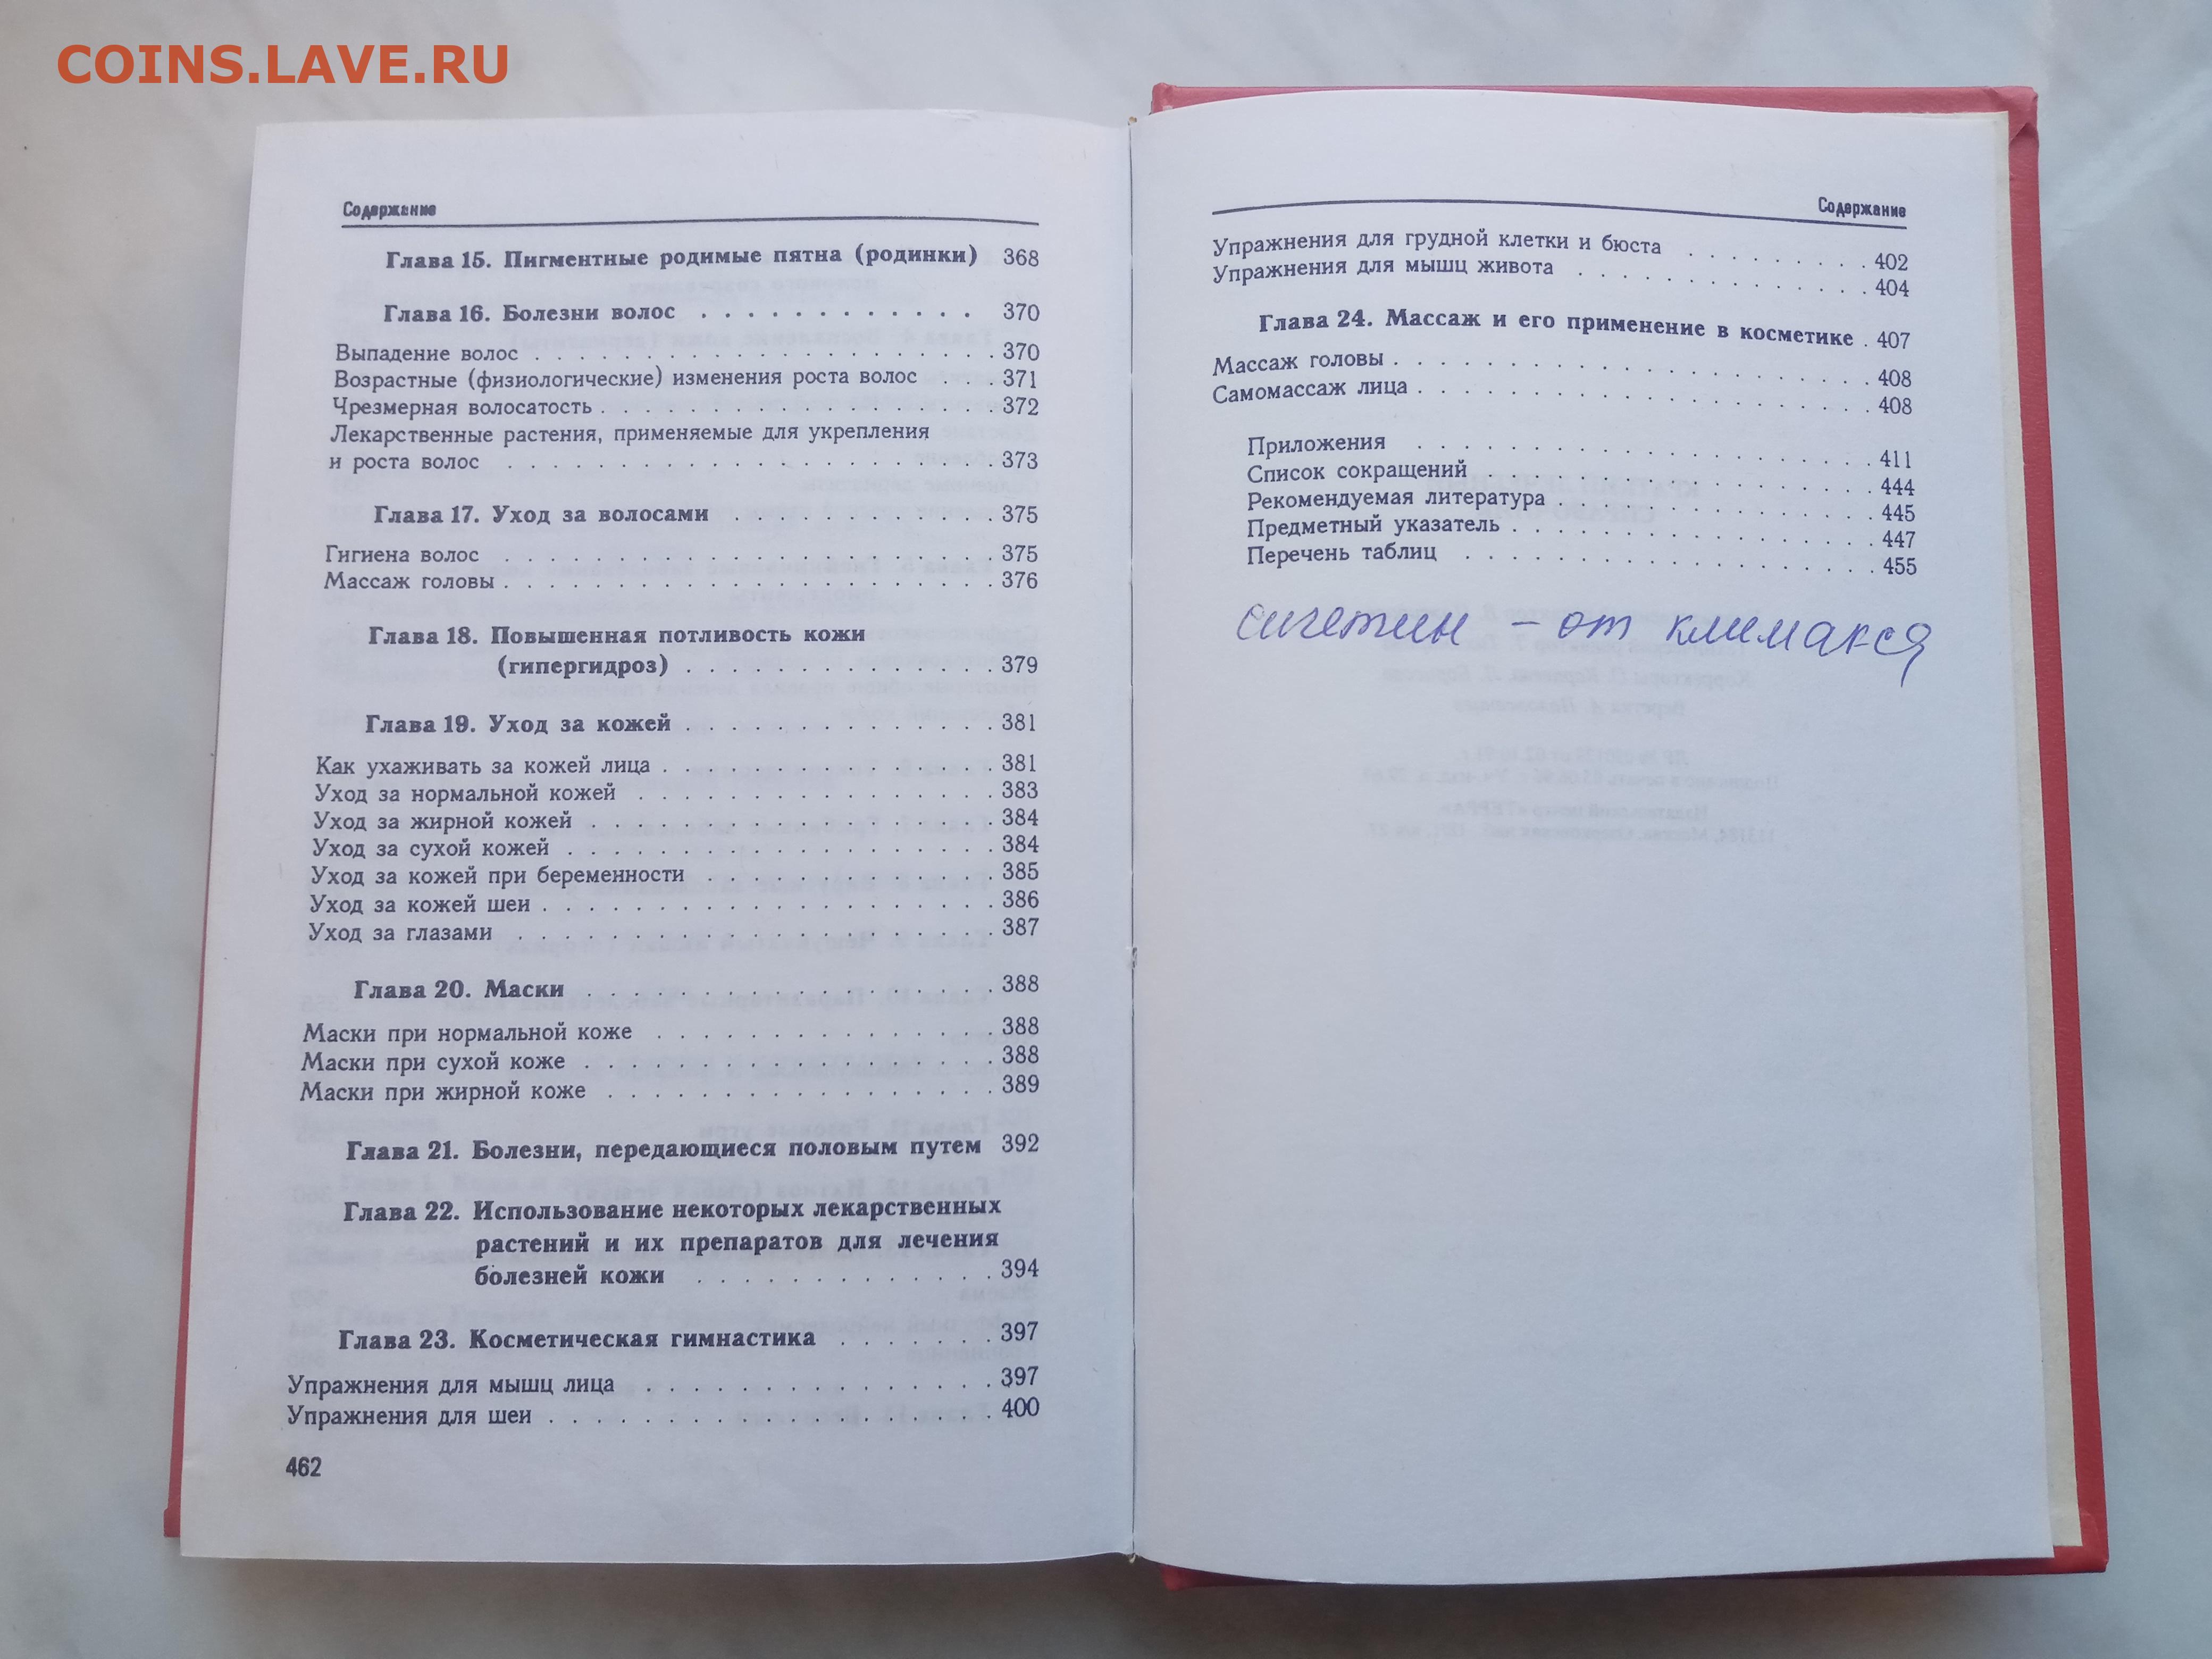 COINS.LAVE.RU
Содержание
Глава 15. Пигментные родимые пятна (родинки) 368
Глава 16. Болезни волос . . . . . . . . . . . . 370
Выпадение волос . . . . . . . . . . . . . . . . . . . . 370
Возрастные (физиологические) изменения роста волос . . . 371
Чрезмерная волосатость . . . . . . . . . . . . . . . . . 372
Лекарственные растения, применяемые для укрепления
и роста волос . . . . . . . . . . . . . . . . . . . . . 373
Глава 17. Уход за волосами . . . . . . . . . . . . 375
Гигиена волос . . . . . . . . . . . . . . . . . . . . . 375
Массаж головы . . . . . . . . . . . . . . . . . . . . . 376
Глава 18. Повышенная потливость кожи
(гипергидроз) . . . . . . . . . . . . . . 379
Глава 19. Уход за кожей . . . . . . . . . . . . . . 381
Как ухаживать за кожей лица . . . . . . . . . . . . . . . 381
Уход за нормальной кожей . . . . . . . . . . . . . . . . 383
Уход за жирной кожей . . . . . . . . . . . . . . . . . . 384
Уход за сухой кожей . . . . . . . . . . . . . . . . . . . 384
Уход за кожей при беременности . . . . . . . . . . . . . 385
Уход за кожей шеи . . . . . . . . . . . . . . . . . . . . 386
Уход за глазами . . . . . . . . . . . . . . . . . . . . . 387
Глава 20. Маски . . . . . . . . . . . . . . . . . . 388
Маски при нормальной коже . . . . . . . . . . . . . . . 388
Маски при сухой коже . . . . . . . . . . . . . . . . . . 388
Маски при жирной коже . . . . . . . . . . . . . . . . . 389
Глава 21. Болезни, передающиеся половым путем 392
Глава 22. Использование некоторых лекарственных
растений и их препаратов для лечения
болезней кожи . . . . . . . . . . . . . 394
Глава 23. Косметическая гимнастика . . . . . . . 397
Упражнения для мышц лица . . . . . . . . . . . . . . . 397
Упражнения для шеи . . . . . . . . . . . . . . . . . . . 400
462
Содержание
Упражнения для грудной клетки и бюста . . . . . . . . 402
Упражнения для мышц живота . . . . . . . . . . . . . 404
Глава 24. Массаж и его применение в косметике . 407
Массаж головы . . . . . . . . . . . . . . . . . . . . . 408
Самомассаж лица . . . . . . . . . . . . . . . . . . . . 408
Приложения . . . . . . . . . . . . . . . . . . . . 411
Список сокращений . . . . . . . . . . . . . . . . . 444
Рекомендуемая литература . . . . . . . . . . . . . . 445
Предметный указатель . . . . . . . . . . . . . . . . 447
Перечень таблиц . . . . . . . . . . . . . . . . . . 455
сигетин – от климакса